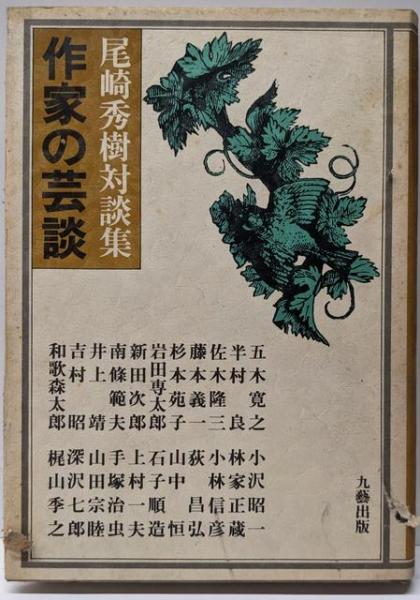 尾崎秀樹対談集
作家の芸談
五木寛之 小沢昭一
半村良 林家正蔵
佐木隆三 小林信彦
藤本義一 荻昌弘
杉本苑子 山中恒
岩田専太郎 石子順造
新田次郎 上村一夫
南條範夫 手塚治虫
井上靖 山田宗睦
吉村昭 深沢七郎
和歌森太郎 梶山季之
九藝出版